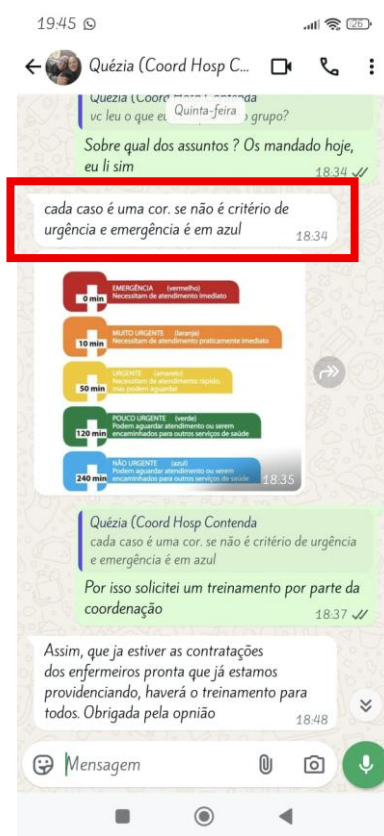 19:45
26
Quézia (Coord Hosp C...
Quézia (Coord Hosp Contenda
Quinta-feira
vc leu o que eu grupo?
Sobre qual dos assuntos ? Os mandado hoje,
eu li sim
18:34
cada caso é uma cor. se não é critério de
urgência e emergência é em azul
18:34
EMERGÊNCIA (vermelho)
Necessitam de atendimento imediato
0 min
MUITO URGENTE (laranja)
Necessitam de atendimento praticamente imediato
10 min
URGENTE (amarelo)
Necessitam de atendimento rápido,
mas podem aguardar
50 min
POUCO URGENTE (verde)
Podem aguardar atendimento ou serem
encaminhados para outros serviços de saúde
120 min
NÃO URGENTE (azul)
Podem aguardar atendimento ou serem
encaminhados para outros serviços de saúde
240 min
18:35
Quézia (Coord Hosp Contenda
cada caso é uma cor. se não é critério de urgência
e emergência é em azul
Por isso solicitei um treinamento por parte da
coordenação
18:37
Assim, que ja estiver as contratações
dos enfermeiros pronta que já estamos
providenciando, haverá o treinamento para
todos. Obrigada pela opnião
18:48
Mensagem